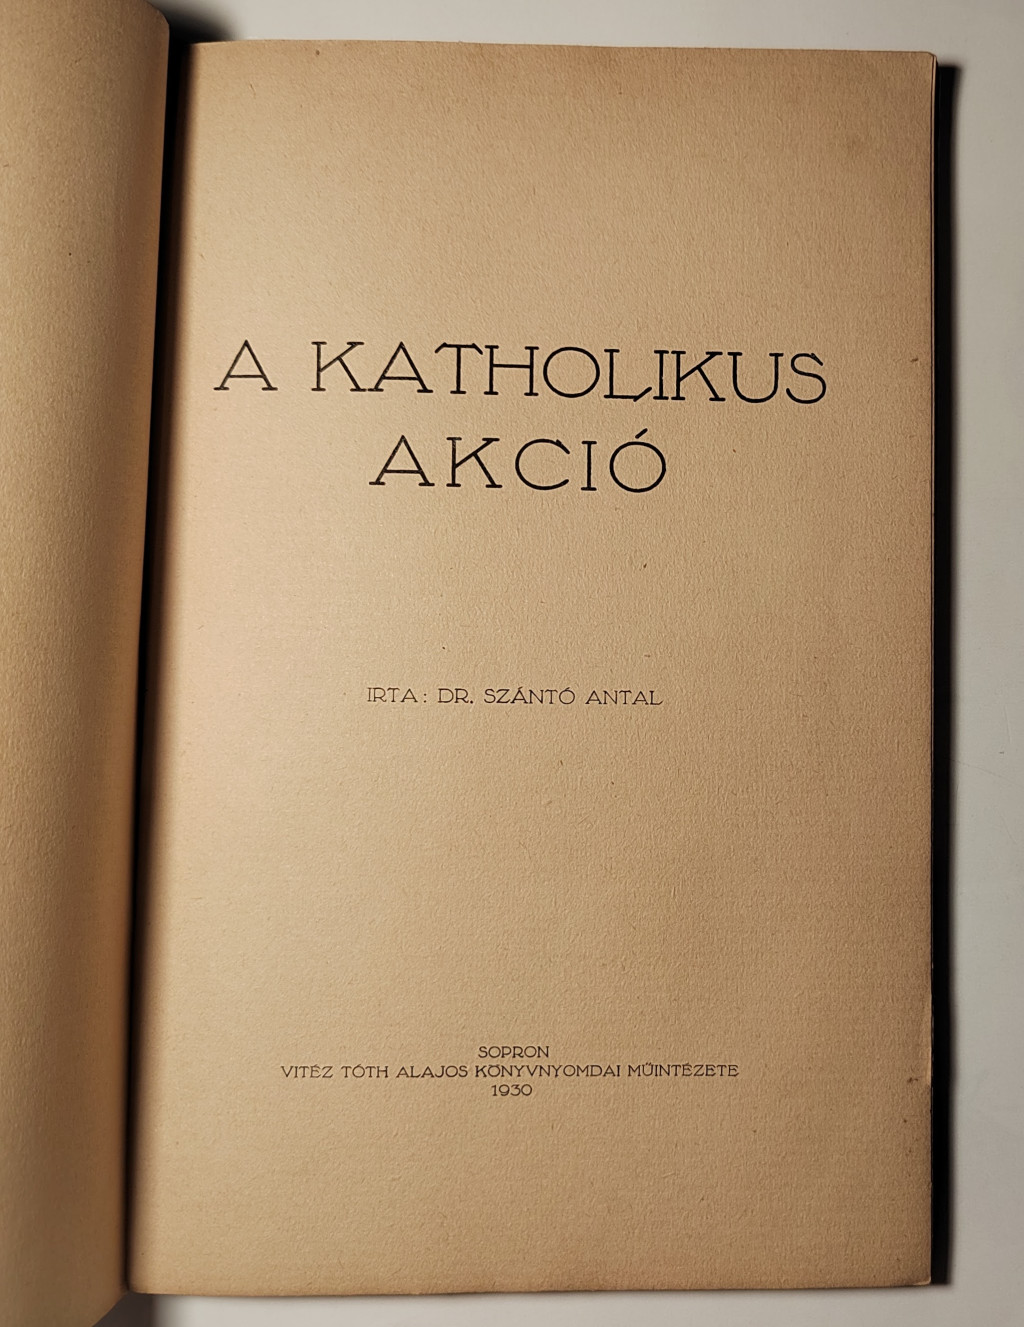 A KATHOLIKUS
AKCIÓ
IRTA: DR. SZÁNTÓ ANTAL
SOPRON
VITÉZ TÓTH ALAJOS KÖNYVNYOMDAI MŰINTÉZETE
1930